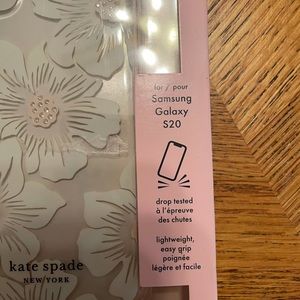 for / pour
Samsung
Galaxy
S20
drop tested
à l'épreuve
des chutes
lightweight,
easy grip
poignée
légère et facile
kate spade
NEW YORK